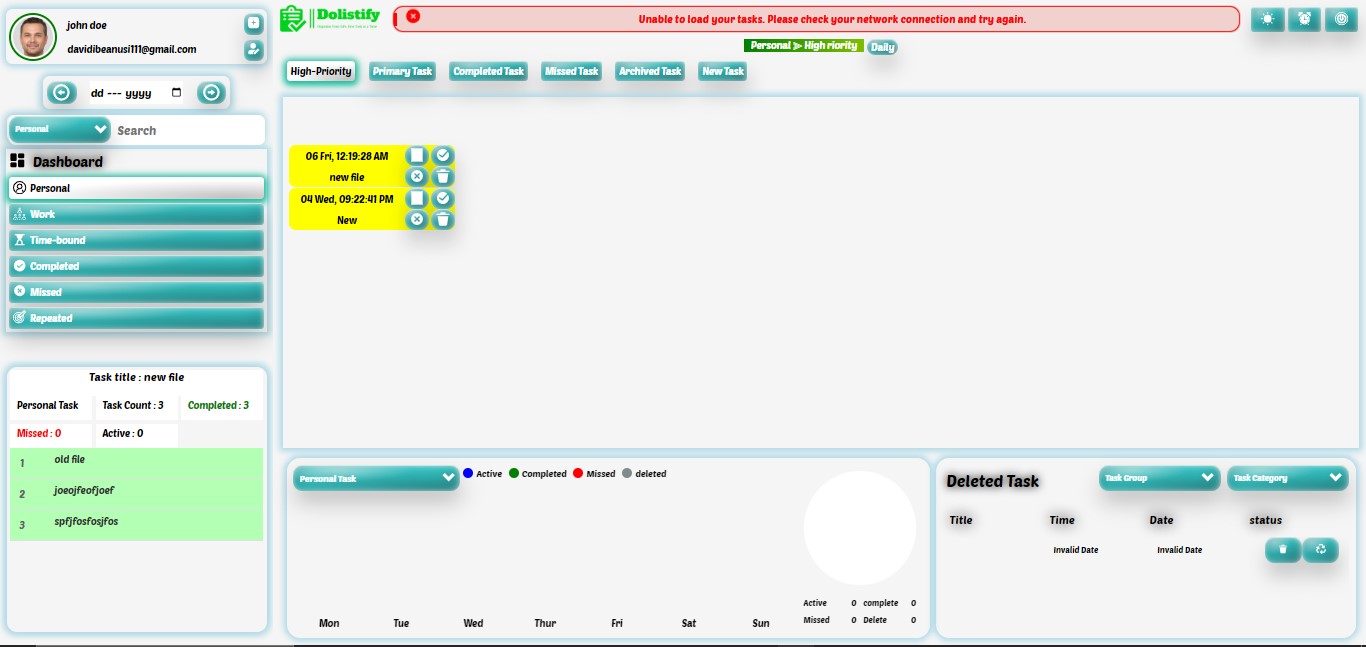 john doe
davidibeanusi111@gmail.com
dd --- yyyy
Personal
Search
Dashboard
Personal
Work
Time-bound
Completed
Missed
Repeated
Task title : new file
Personal Task
Task Count : 3
Completed : 3
Missed : 0
Active : 0
1 old file
2 joeojfeofjoef
3 spfjfosfosjfos
Dolistify
Unable to load your tasks. Please check your network connection and try again.
Personal ⫸ High riority
Daily
High-Priority
Primary Task
Completed Task
Missed Task
Archived Task
New Task
06 Fri, 12:19:28 AM
new file
04 Wed, 09:22:41 PM
New
Personal Task
Active
Completed
Missed
deleted
Mon Tue Wed Thur Fri Sat Sun
Active 0 complete 0
Missed 0 Delete 0
Deleted Task
Task Group
Task Category
Title Time Date status
Invalid Date Invalid Date